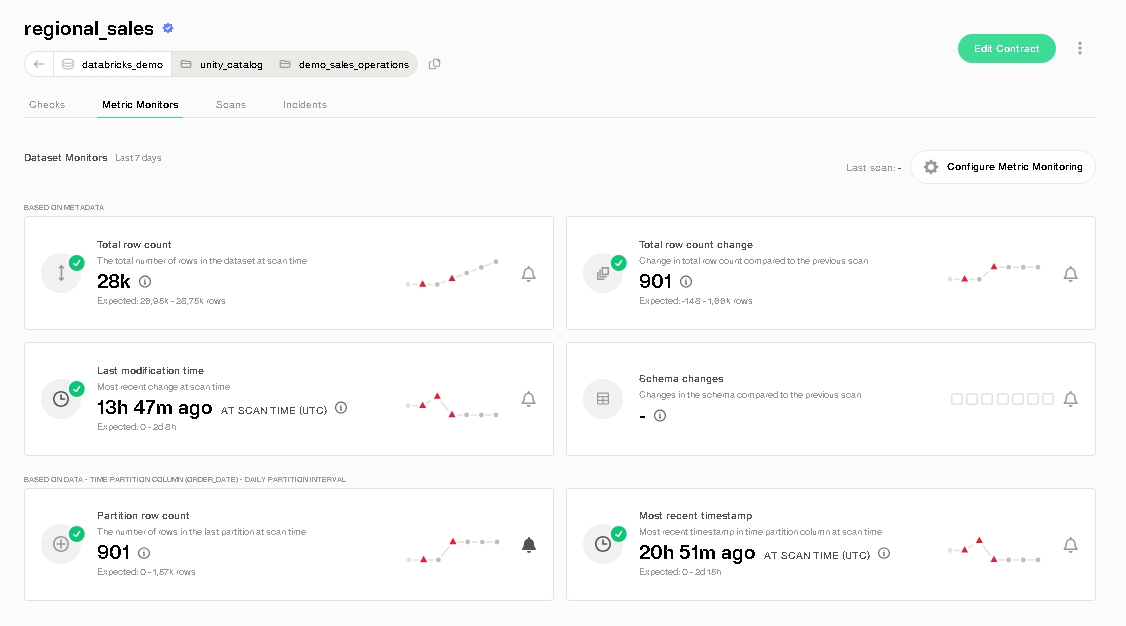 regional_sales
databricks_demo unity_catalog demo_sales_operations
Edit Contract
Checks Metric Monitors Scans Incidents
Dataset Monitors Last 7 days
Last scan: - Configure Metric Monitoring
BASED ON METADATA
Total row count
The total number of rows in the dataset at scan time
28k
Expected: 26,95k - 28,75k rows
Total row count change
Change in total row count compared to the previous scan
901
Expected: -148 - 1,96k rows
Last modification time
Most recent change at scan time
13h 47m ago AT SCAN TIME (UTC)
Expected: 0 - 2d 8h
Schema changes
Changes in the schema compared to the previous scan
-
BASED ON DATA - TIME PARTITION COLUMN (ORDER_DATE) - DAILY PARTITION INTERVAL
Partition row count
The number of rows in the last partition at scan time
901
Expected: 0 - 1,57k rows
Most recent timestamp
Most recent timestamp in time partition column at scan time
20h 51m ago AT SCAN TIME (UTC)
Expected: 0 - 2d 15h